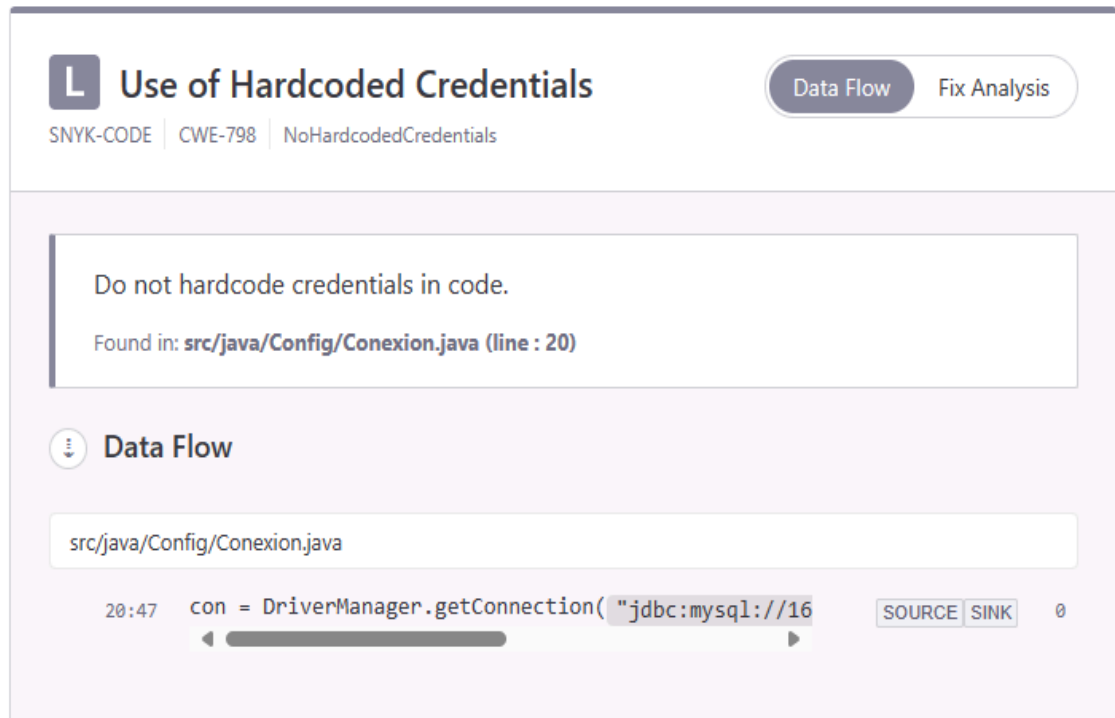 L Use of Hardcoded Credentials
Data Flow Fix Analysis
SNYK-CODE CWE-798 NoHardcodedCredentials
Do not hardcode credentials in code.
Found in: src/java/Config/Conexion.java (line : 20)
Data Flow
src/java/Config/Conexion.java
20:47 con = DriverManager.getConnection( "jdbc:mysql://16 SOURCE SINK 0